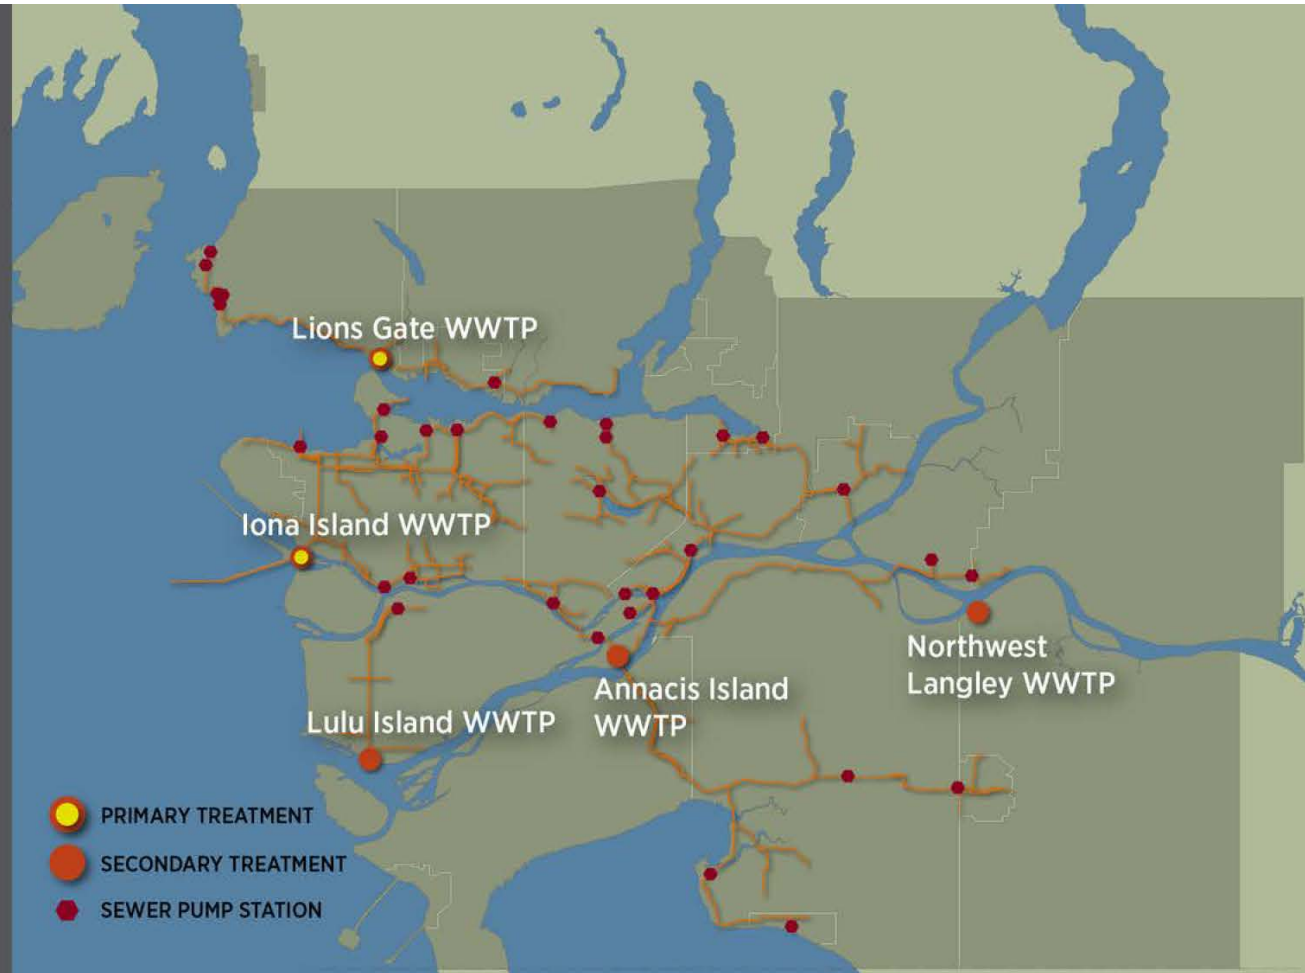 Lions Gate WWTP
Iona Island WWTP
Northwest
Langley WWTP
Annacis Island
WWTP
Lulu Island WWTP
PRIMARY TREATMENT
SECONDARY TREATMENT
SEWER PUMP STATION